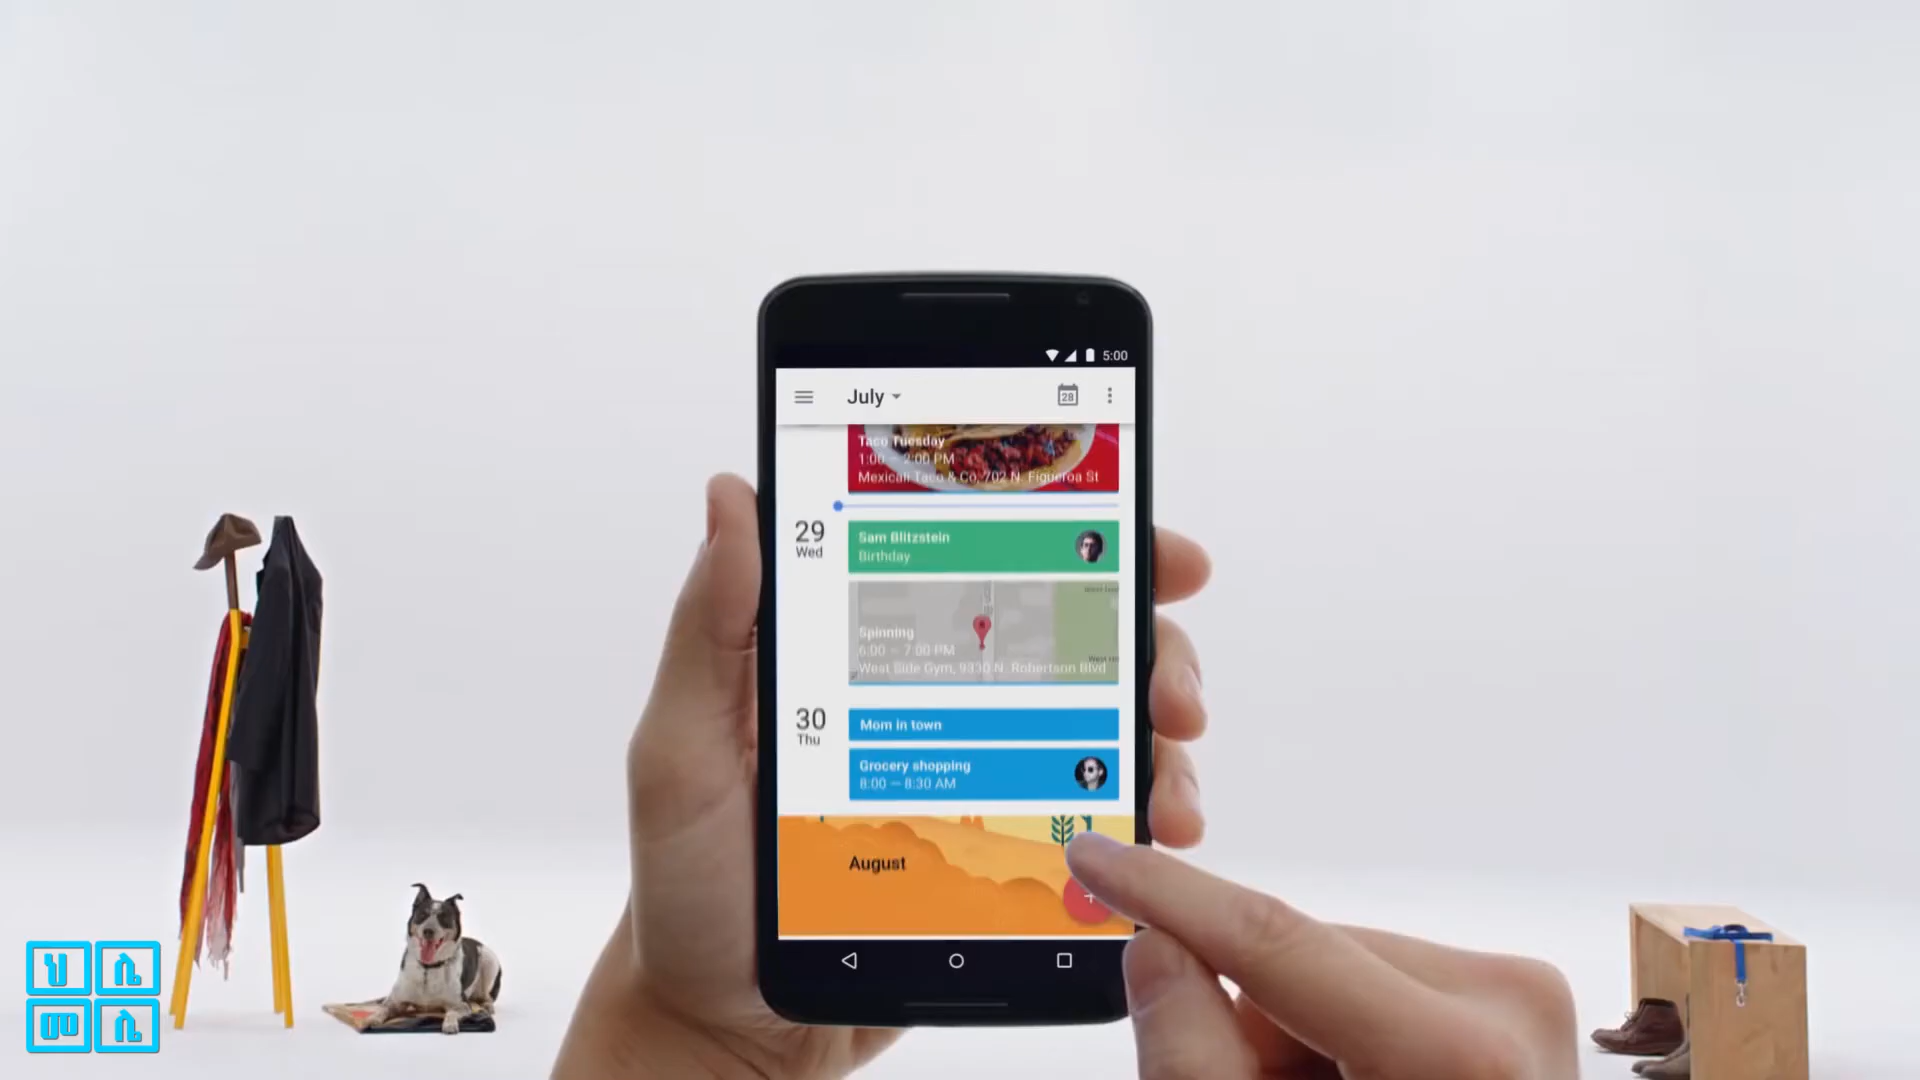 5:00
July
28
Taco Tuesday
1:00 – 2:00 PM
Mexicali Taco & Co, 702 N. Figueroa St
29
Wed
Sam Blitzstein
Birthday
Spinning
6:00 – 7:00 PM
West Side Gym, 9330 N. Robertson Blvd
30
Thu
Mom in town
Grocery shopping
8:00 – 8:30 AM
August
ሀ ሌ
መ ሌ